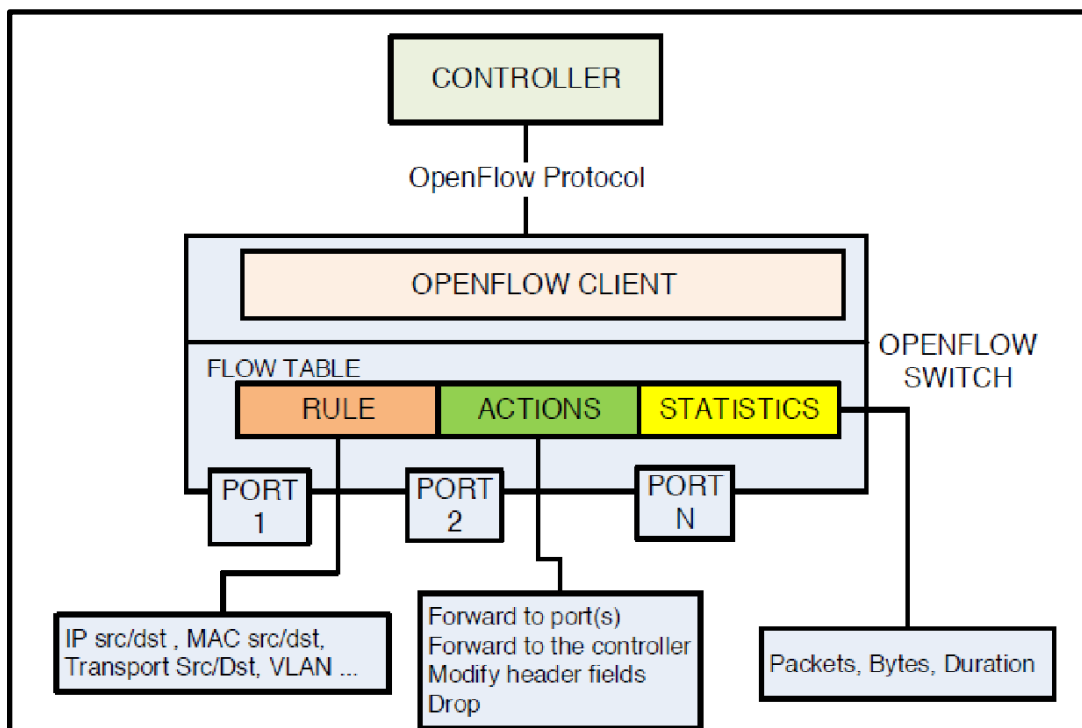 CONTROLLER
OpenFlow Protocol
OPENFLOW CLIENT
OPENFLOW
SWITCH
FLOW TABLE
RULE
ACTIONS
STATISTICS
PORT
1
PORT
2
PORT
N
IP src/dst , MAC src/dst,
Transport Src/Dst, VLAN ...
Forward to port(s)
Forward to the controller
Modify header fields
Drop
Packets, Bytes, Duration